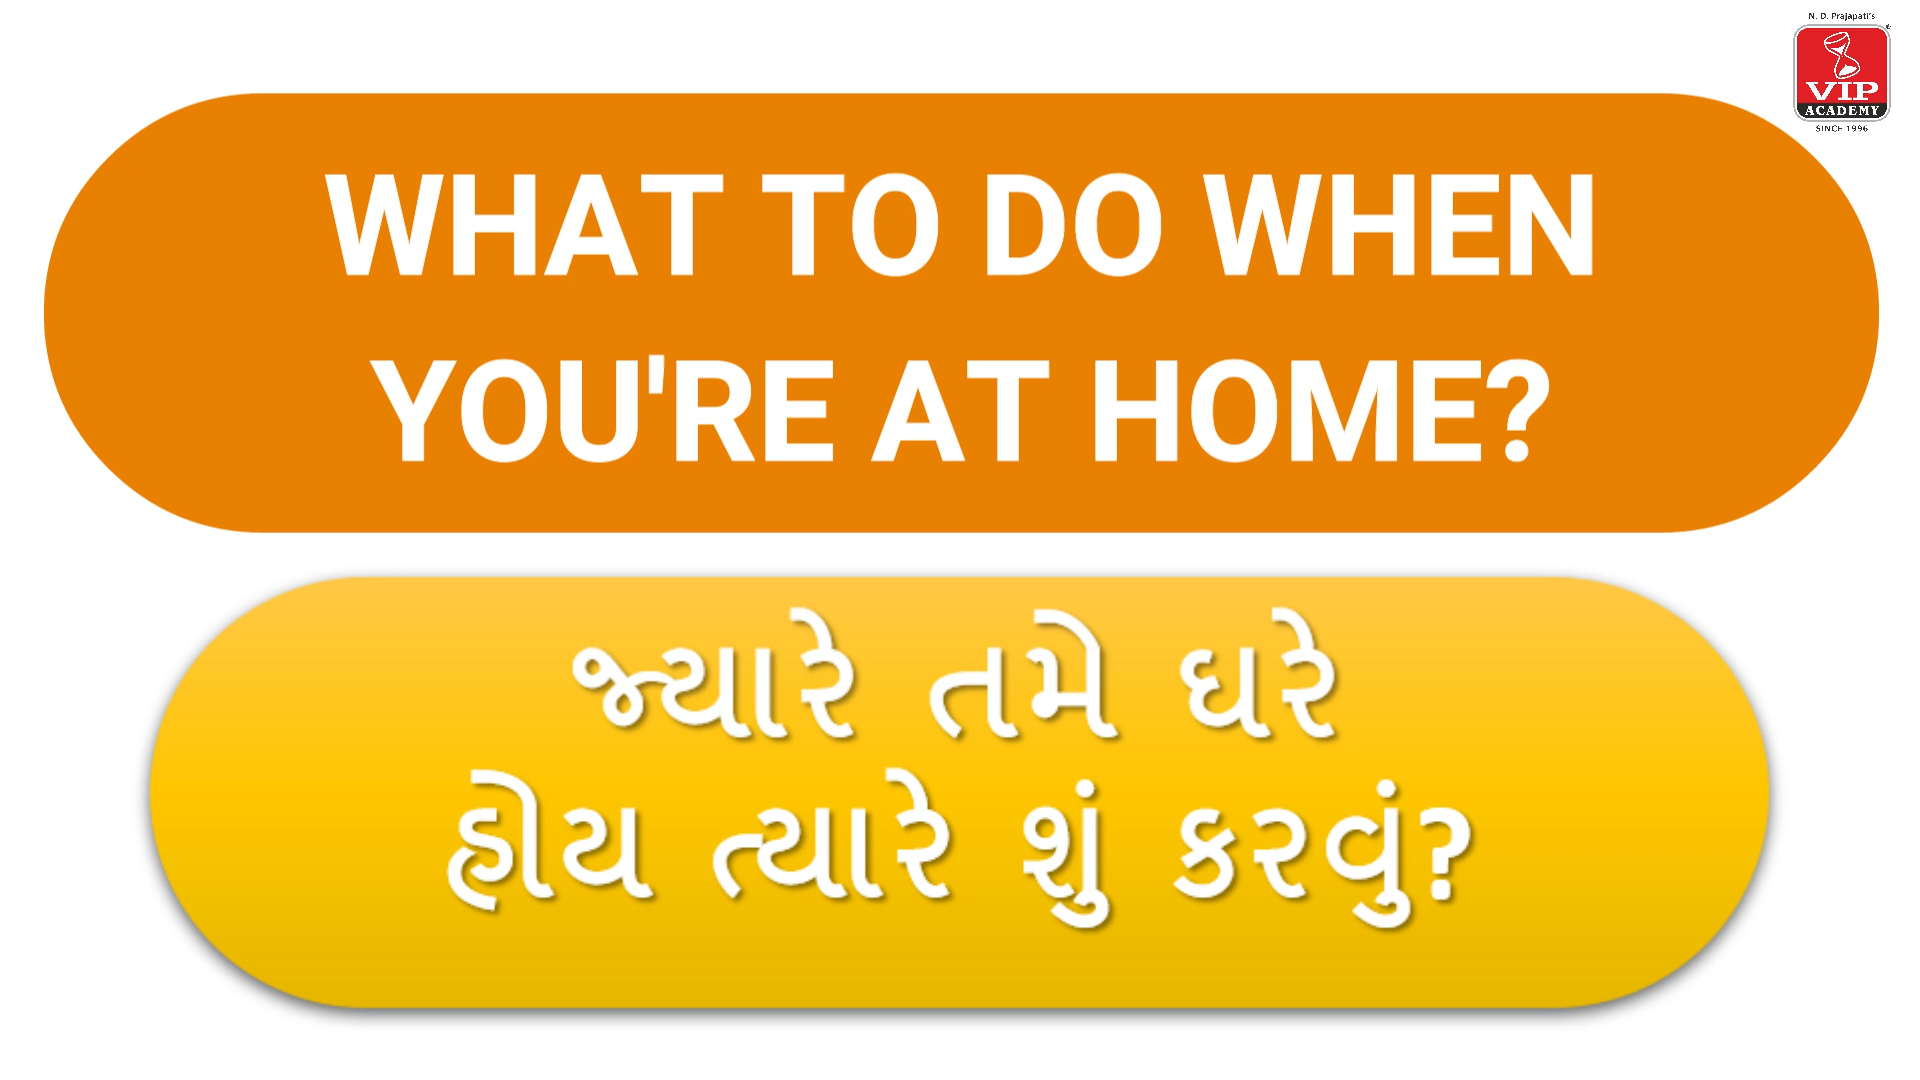 N. D. Prajapati's
VIP
ACADEMY
SINCE 1996
WHAT TO DO WHEN
YOU'RE AT HOME?
જ્યારે તમે ઘરે
હોય ત્યારે શું કરવું?